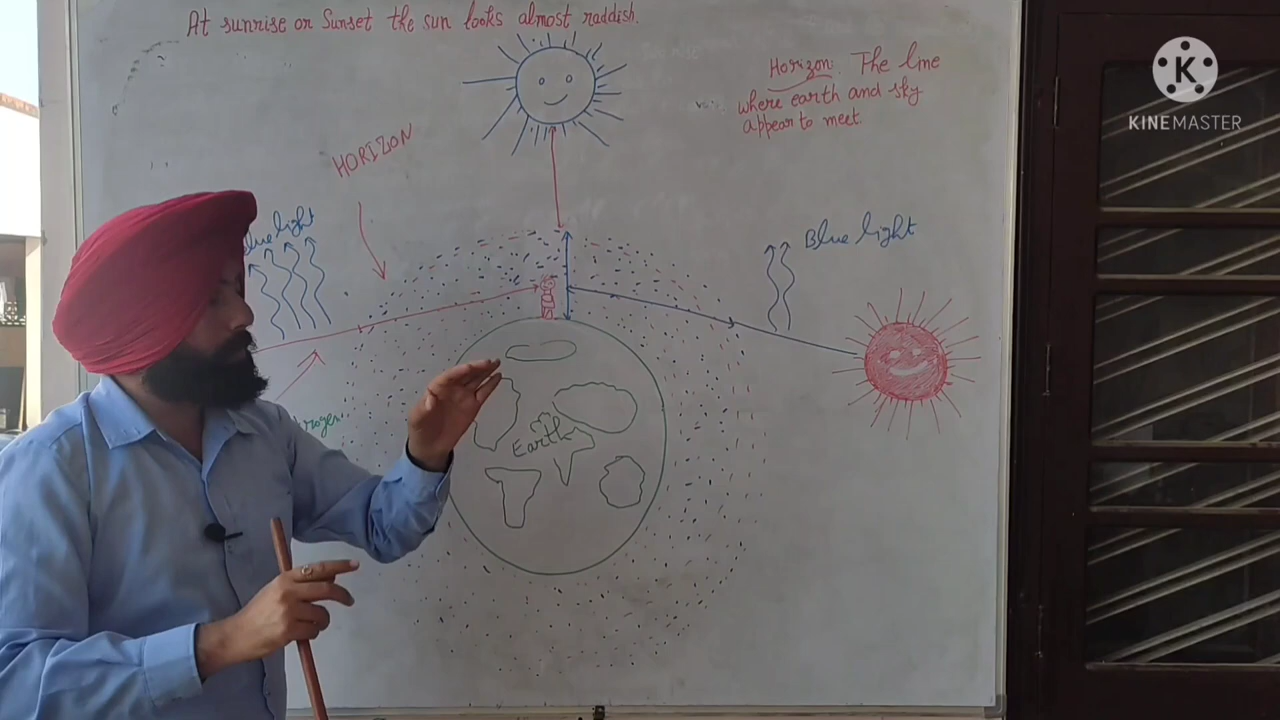 At sunrise or Sunset the sun looks almost raddish.
Horizon: The line
where earth and sky
appear to meet.
KINEMASTER
HORIZON
light
Blue light
Earth